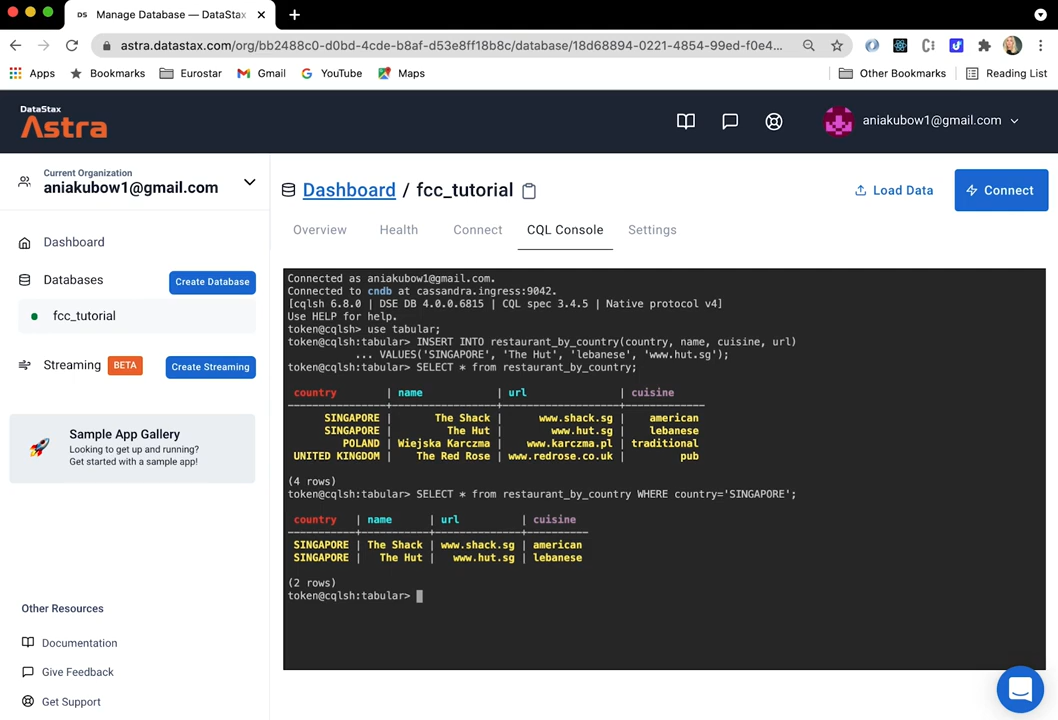 DS Manage Database — DataStax
astra.datastax.com/org/bb2488c0-d0bd-4cde-b8af-d53e8ff18b8c/database/18d68894-0221-4854-99ed-f0e4...
Apps Bookmarks Eurostar Gmail YouTube Maps Other Bookmarks Reading List
DataStax
Astra
aniakubow1@gmail.com
Current Organization
aniakubow1@gmail.com
Dashboard / fcc_tutorial
Load Data
Connect
Overview Health Connect CQL Console Settings
Dashboard
Databases
Create Database
fcc_tutorial
Streaming BETA
Create Streaming
Sample App Gallery
Looking to get up and running?
Get started with a sample app!
Other Resources
Documentation
Give Feedback
Get Support
Connected as aniakubow1@gmail.com.
Connected to cndb at cassandra.ingress:9042.
[cqlsh 6.8.0 | DSE DB 4.0.0.6815 | CQL spec 3.4.5 | Native protocol v4]
Use HELP for help.
token@cqlsh> use tabular;
token@cqlsh:tabular> INSERT INTO restaurant_by_country(country, name, cuisine, url)
... VALUES('SINGAPORE', 'The Hut', 'lebanese', 'www.hut.sg');
token@cqlsh:tabular> SELECT * from restaurant_by_country;
country | name | url | cuisine
----------------+-----------------+-------------------+-------------
SINGAPORE | The Shack | www.shack.sg | american
SINGAPORE | The Hut | www.hut.sg | lebanese
POLAND | Wiejska Karczma | www.karczma.pl | traditional
UNITED KINGDOM | The Red Rose | www.redrose.co.uk | pub
(4 rows)
token@cqlsh:tabular> SELECT * from restaurant_by_country WHERE country='SINGAPORE';
country | name | url | cuisine
-----------+-----------+--------------+----------
SINGAPORE | The Shack | www.shack.sg | american
SINGAPORE | The Hut | www.hut.sg | lebanese
(2 rows)
token@cqlsh:tabular>